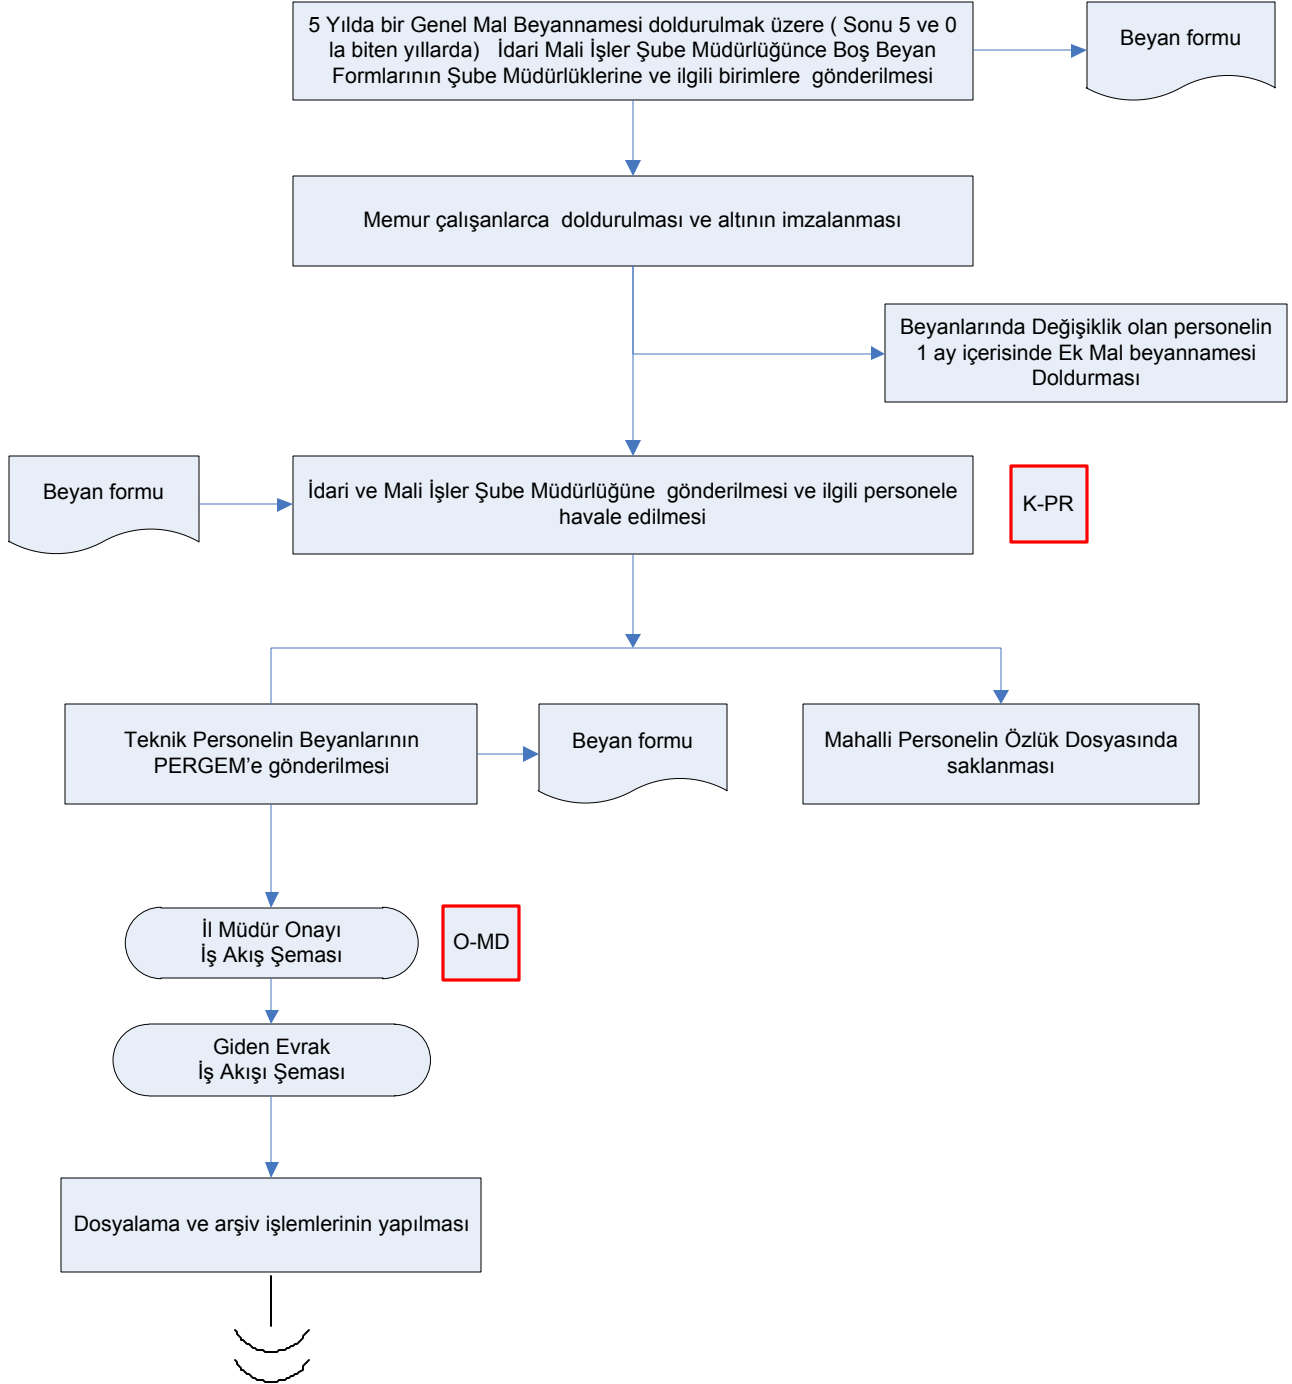 5 Yılda bir Genel Mal Beyannamesi doldurulmak üzere ( Sonu 5 ve 0
la biten yıllarda) İdari Mali İşler Şube Müdürlüğünce Boş Beyan
Formlarının Şube Müdürlüklerine ve ilgili birimlere gönderilmesi
Beyan formu
Memur çalışanlarca doldurulması ve altının imzalanması
Beyanlarında Değişiklik olan personelin
1 ay içerisinde Ek Mal beyannamesi
Doldurması
Beyan formu
İdari ve Mali İşler Şube Müdürlüğüne gönderilmesi ve ilgili personele
havale edilmesi
K-PR
Teknik Personelin Beyanlarının
PERGEM’e gönderilmesi
Beyan formu
Mahalli Personelin Özlük Dosyasında
saklanması
İl Müdür Onayı
İş Akış Şeması
O-MD
Giden Evrak
İş Akışı Şeması
Dosyalama ve arşiv işlemlerinin yapılması